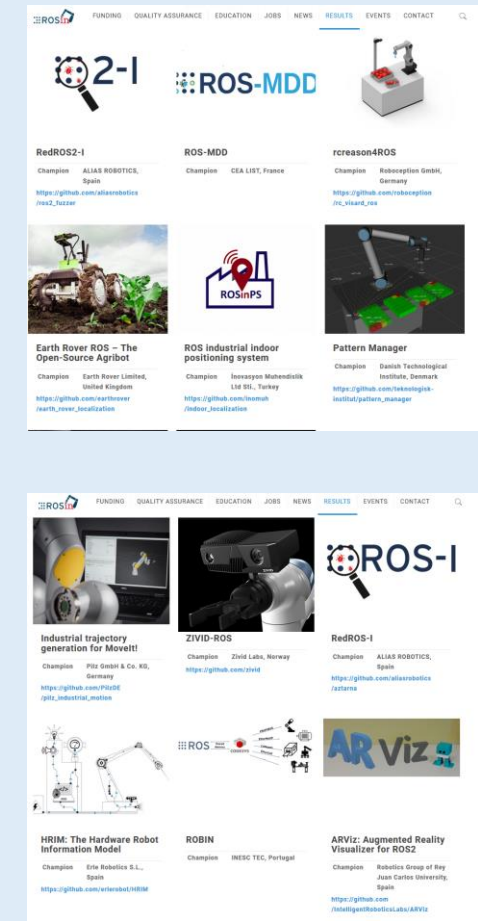 ROSin
FUNDING QUALITY ASSURANCE EDUCATION JOBS NEWS RESULTS EVENTS CONTACT
2-I
ROS-MDD
RedROS2-I
Champion ALIAS ROBOTICS,
Spain
https://github.com/aliasrobotics
/ros2_fuzzer
ROS-MDD
Champion CEA LIST, France
rcreason4ROS
Champion Roboception GmbH,
Germany
https://github.com/roboception
/rc_visard_ros
ROSinPS
Earth Rover ROS – The
Open-Source Agribot
Champion Earth Rover Limited,
United Kingdom
https://github.com/earthrover
/earth_rover_localization
ROS industrial indoor
positioning system
Champion İnovasyon Muhendislik
Ltd Sti., Turkey
https://github.com/inomuh
/indoor_localization
Pattern Manager
Champion Danish Technological
Institute, Denmark
https://github.com/teknologisk-
institut/pattern_manager
ROSin
FUNDING QUALITY ASSURANCE EDUCATION JOBS NEWS RESULTS EVENTS CONTACT
ROS-I
Industrial trajectory
generation for MoveIt!
Champion Pilz GmbH & Co. KG,
Germany
https://github.com/PilzDE
/pilz_industrial_motion
ZIVID-ROS
Champion Zivid Labs, Norway
https://github.com/zivid
RedROS-I
Champion ALIAS ROBOTICS,
Spain
https://github.com/aliasrobotics
/aztarna
ROS
AR Viz
HRIM: The Hardware Robot
Information Model
Champion Erle Robotics S.L.,
Spain
https://github.com/erlerobot/HRIM
ROBIN
Champion INESC TEC, Portugal
ARViz: Augmented Reality
Visualizer for ROS2
Champion Robotics Group of Rey
Juan Carlos University,
Spain
https://github.com
/IntelligentRoboticsLabs/ARViz